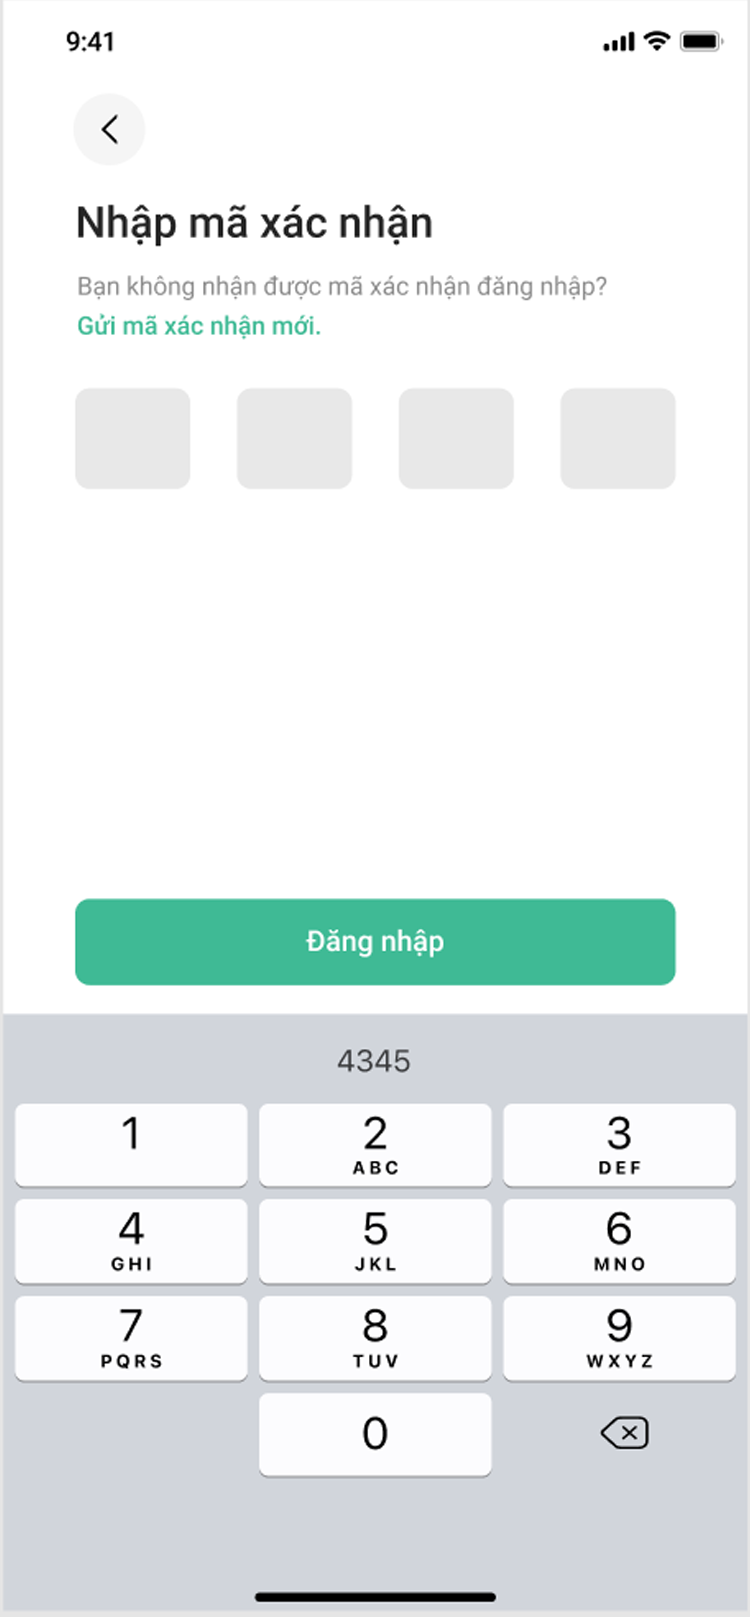 9:41
Nhập mã xác nhận
Bạn không nhận được mã xác nhận đăng nhập?
Gửi mã xác nhận mới.
Đăng nhập
4345
1
2
ABC
3
DEF
4
GHI
5
JKL
6
MNO
7
PQRS
8
TUV
9
WXYZ
0